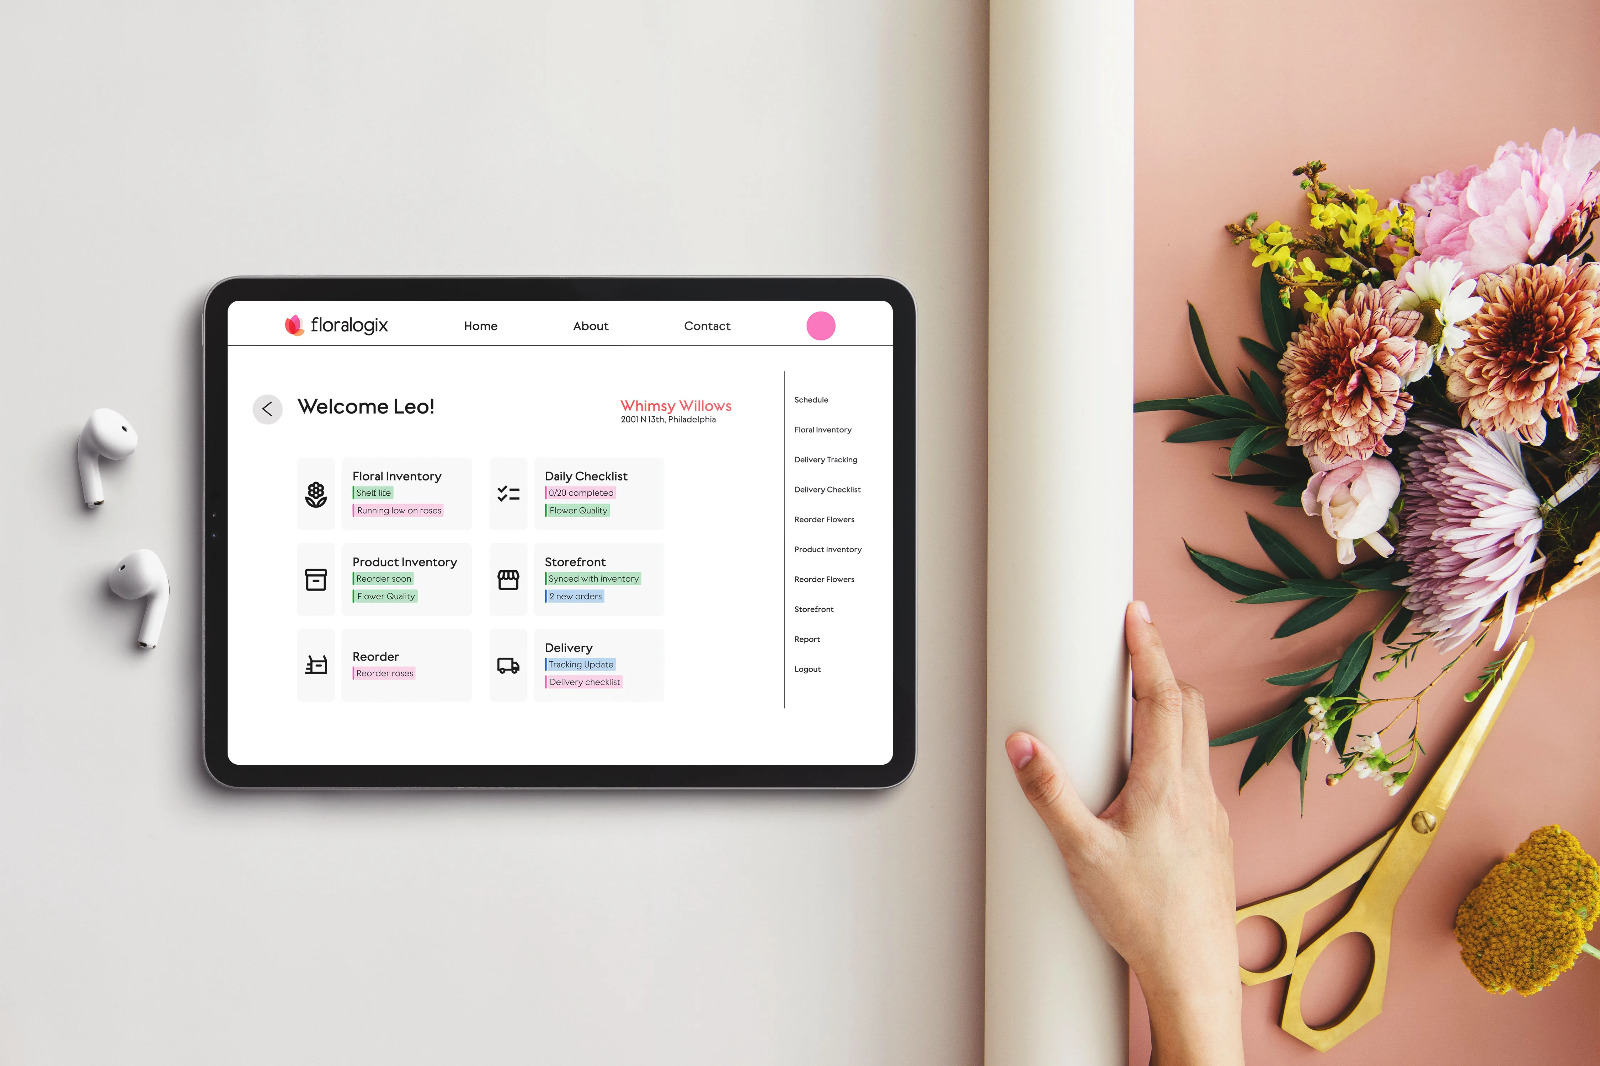 floralogix
Home
About
Contact
Welcome Leo!
Whimsy Willows
2001 N 13th, Philadelphia
Floral Inventory
Shelf life
Running low on roses
Daily Checklist
0/20 completed
Flower Quality
Product Inventory
Reorder soon
Flower Quality
Storefront
Synced with inventory
2 new orders
Reorder
Reorder roses
Delivery
Tracking Update
Delivery checklist
Schedule
Floral Inventory
Delivery Tracking
Delivery Checklist
Reorder Flowers
Product Inventory
Reorder Flowers
Storefront
Report
Logout